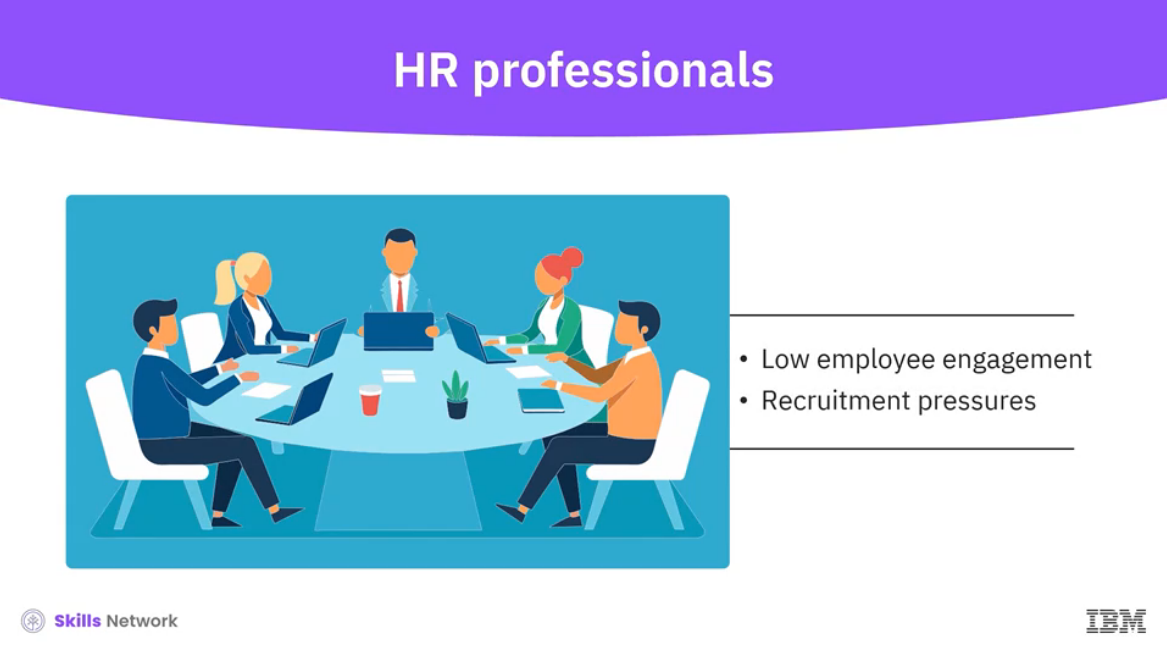 HR professionals
• Low employee engagement
• Recruitment pressures
Skills Network
IBM